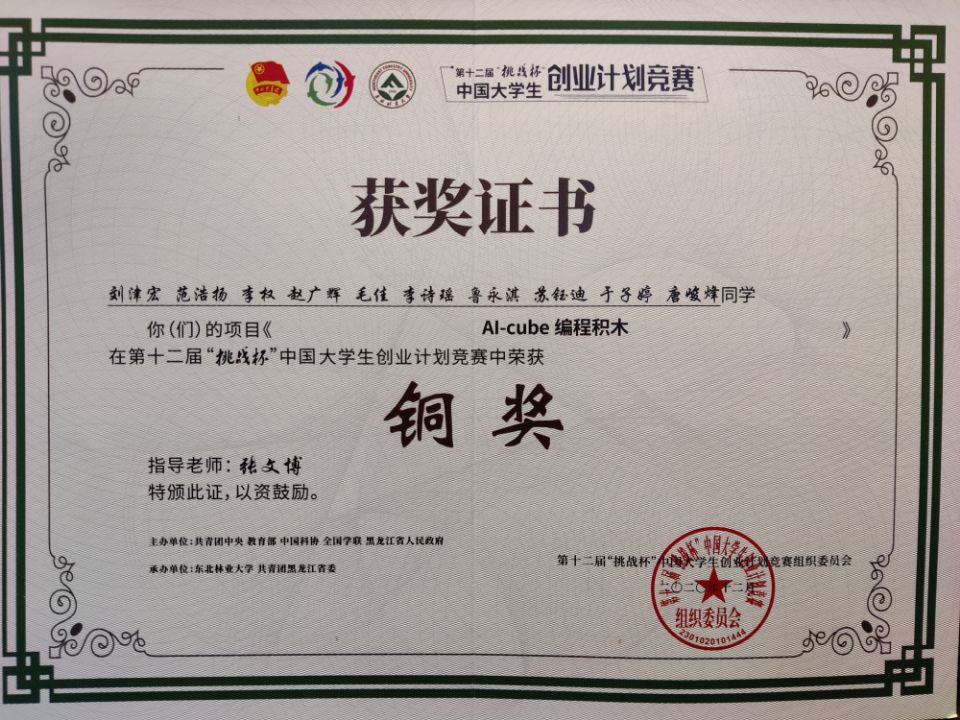 第十二届“挑战杯”
中国大学生 创业计划竞赛
获奖证书
刘津宏 范浩扬 李权 赵广辉 毛佳 李诗瑶 鲁永淇 苏钰迪 于子婷 唐峻烽同学
你(们)的项目《 AI-cube 编程积木 》
在第十二届“挑战杯”中国大学生创业计划竞赛中荣获
铜 奖
指导老师：张文博
特颁此证，以资鼓励。
主办单位：共青团中央 教育部 中国科协 全国学联 黑龙江省人民政府
承办单位：东北林业大学 共青团黑龙江省委
第十二届“挑战杯”中国大学生创业计划竞赛组织委员会
二〇二〇年十二月
组织委员会
2301020101444